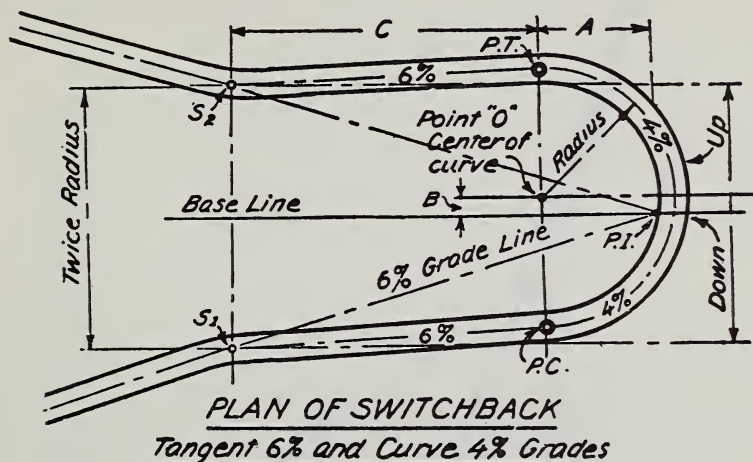 C
A
P.T.
6%
S2
Point "O"
Center of
curve
Radius
4%
Up
Twice Radius
B
Base Line
P.I.
6% Grade Line
Down
S1
4%
6%
P.C.
PLAN OF SWITCHBACK
Tangent 6% and Curve 4% Grades